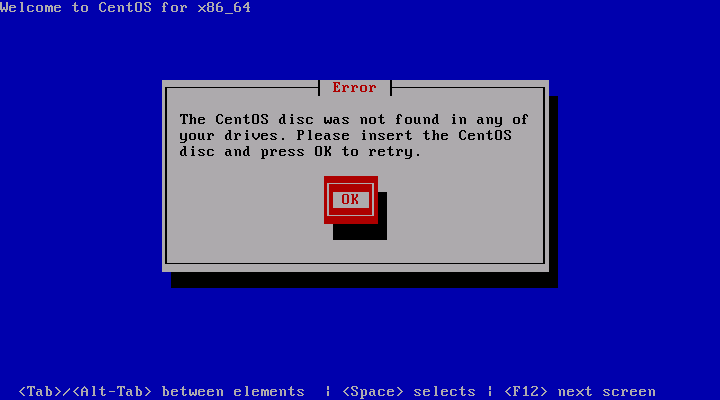 Welcome to CentOS for x86_64
Error
The CentOS disc was not found in any of
your drives. Please insert the CentOS
disc and press OK to retry.
OK
<Tab>/<Alt-Tab> between elements | <Space> selects | <F12> next screen